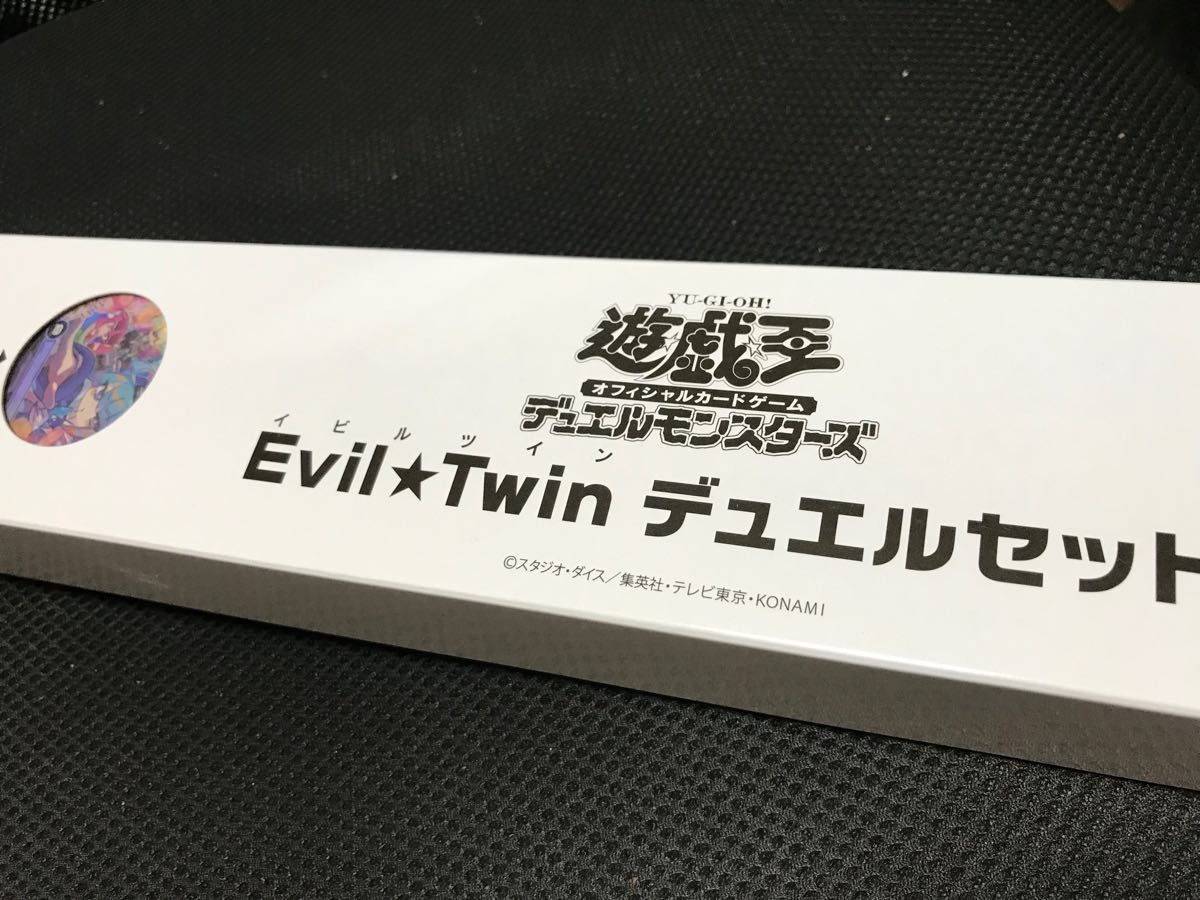 YU-GI-OH!
遊☆戯☆王
オフィシャルカードゲーム
デュエルモンスターズ
イビルツイン
Evil★Twin デュエルセット
©スタジオ・ダイス／集英社・テレビ東京・KONAMI